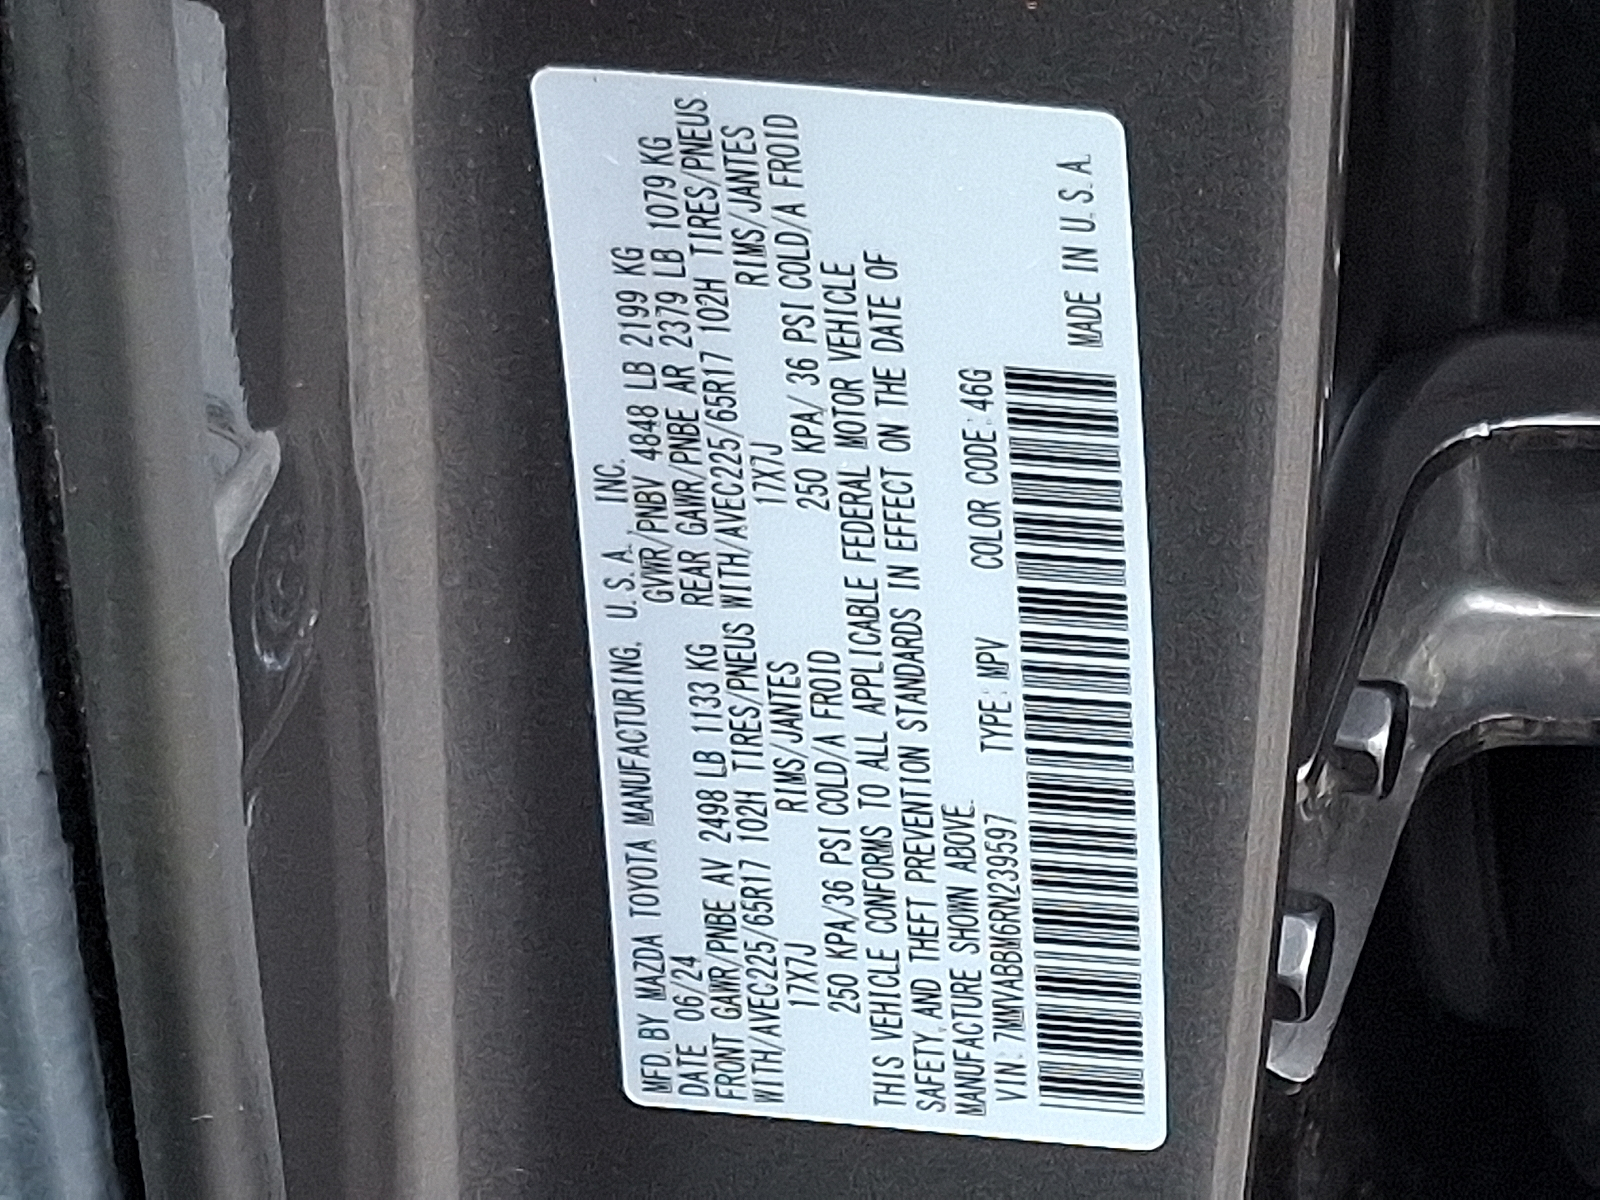 MFD. BY MAZDA TOYOTA MANUFACTURING, U.S.A., INC.
DATE 06/24 GVWR/PNBV 4848 LB 2199 KG
FRONT GAWR/PNBE AV 2498 LB 1133 KG REAR GAWR/PNBE AR 2379 LB 1079 KG
WITH/AVEC225/65R17 102H TIRES/PNEUS WITH/AVEC225/65R17 102H TIRES/PNEUS
17X7J RIMS/JANTES 17X7J RIMS/JANTES
250 KPA/36 PSI COLD/A FROID 250 KPA/ 36 PSI COLD/A FROID
THIS VEHICLE CONFORMS TO ALL APPLICABLE FEDERAL MOTOR VEHICLE
SAFETY, AND THEFT PREVENTION STANDARDS IN EFFECT ON THE DATE OF
MANUFACTURE SHOWN ABOVE.
VIN: 7MMVABBM6RN239597 TYPE: MPV COLOR CODE: 46G
MADE IN U.S.A.